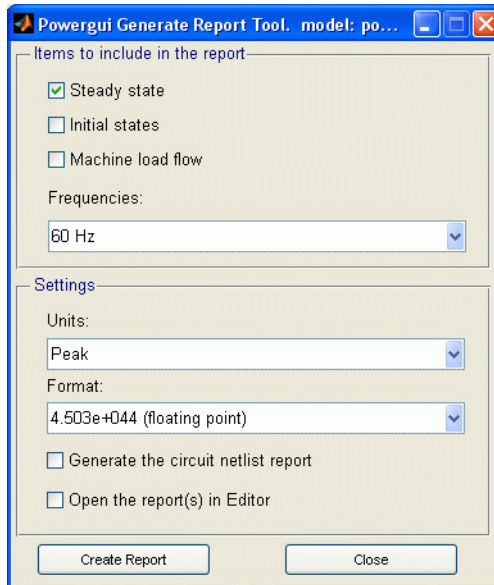 Powergui Generate Report Tool. model: po...
Items to include in the report
Steady state
Initial states
Machine load flow
Frequencies:
60 Hz
Settings
Units:
Peak
Format:
4.503e+044 (floating point)
Generate the circuit netlist report
Open the report(s) in Editor
Create Report Close